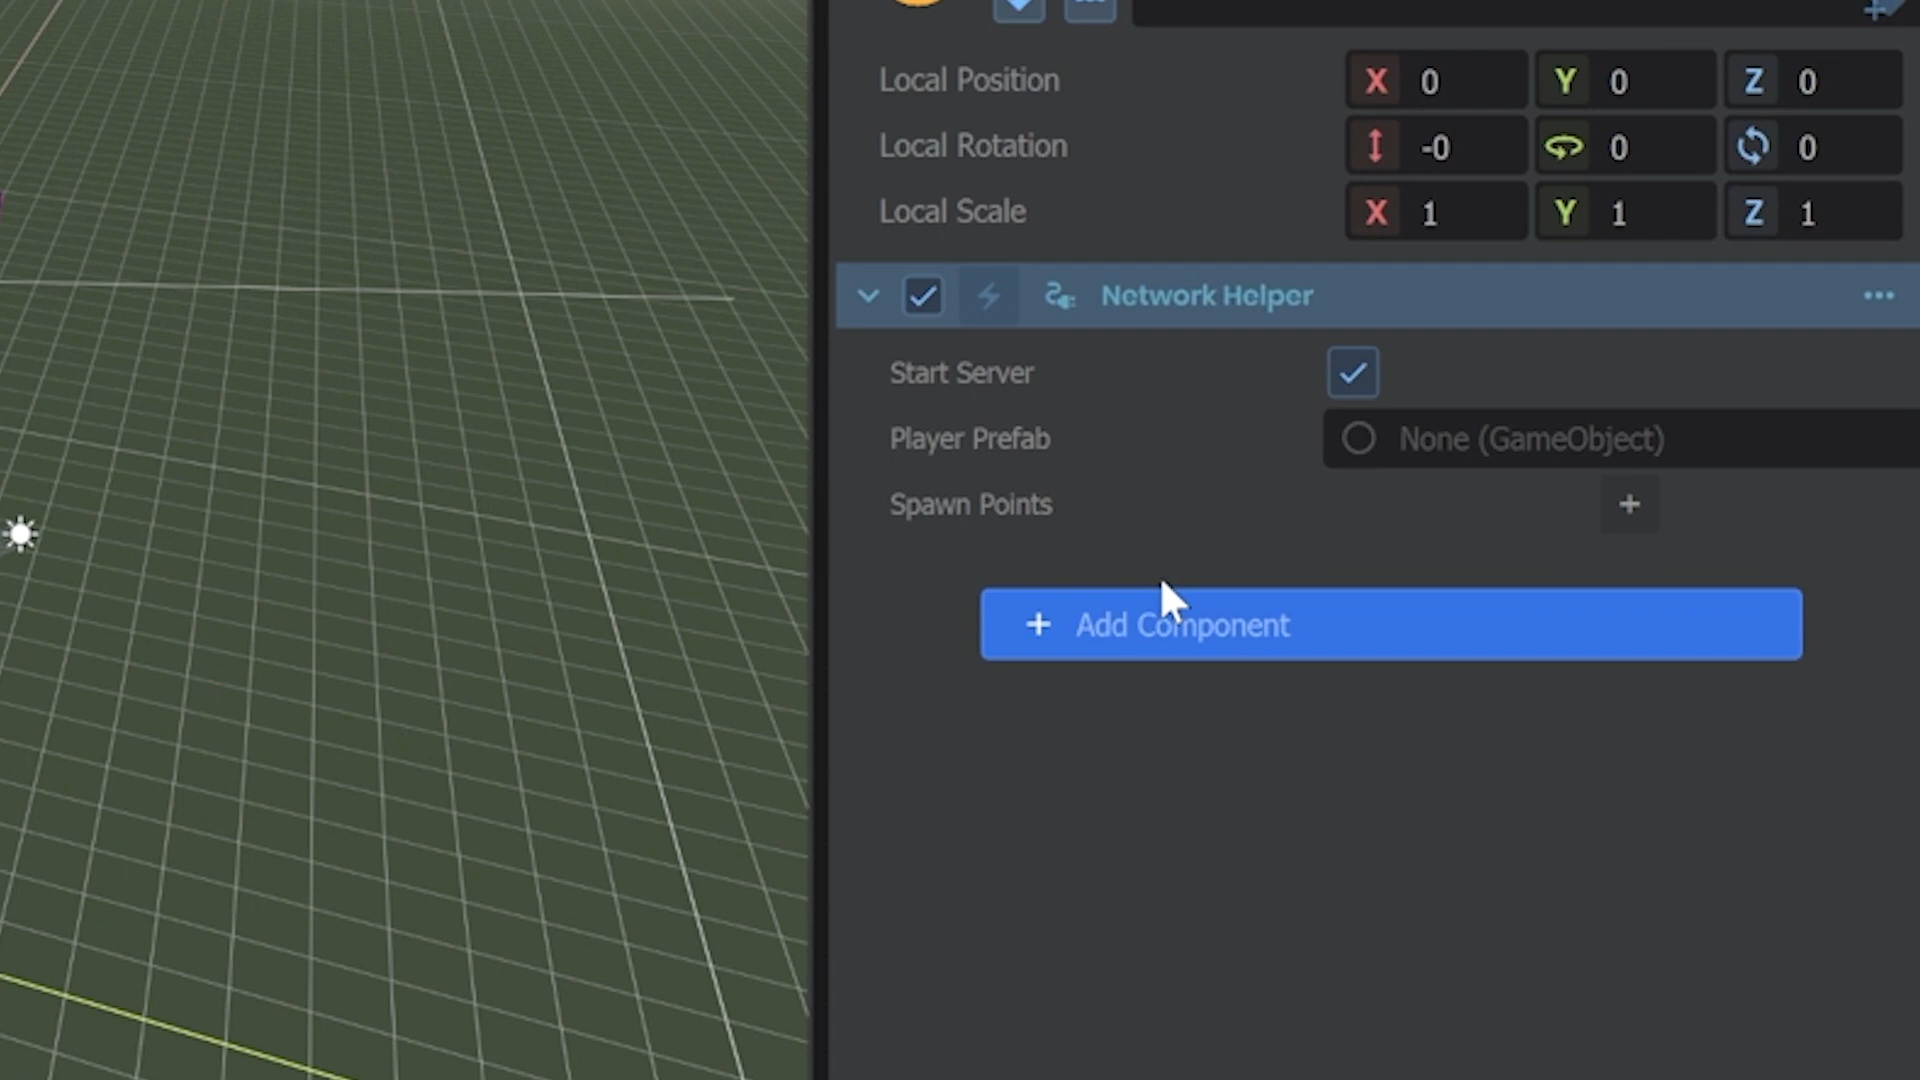 Local Position X 0 Y 0 Z 0
Local Rotation -0 0 0
Local Scale X 1 Y 1 Z 1
Network Helper
Start Server
Player Prefab None (GameObject)
Spawn Points +
+ Add Component